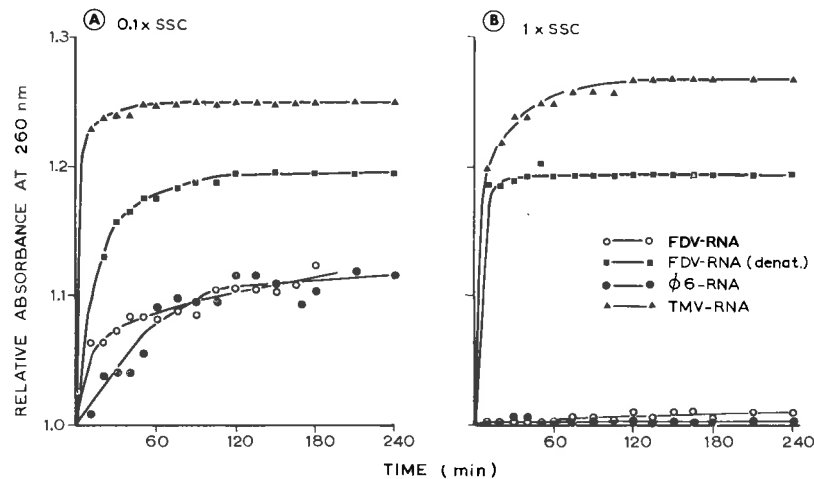 A 0.1 x SSC
B 1 x SSC
RELATIVE ABSORBANCE AT 260 nm
1.3
1.2
1.1
1.0
FDV-RNA
FDV-RNA (denat.)
ϕ6-RNA
TMV-RNA
60 120 180 240
60 120 180 240
TIME (min)